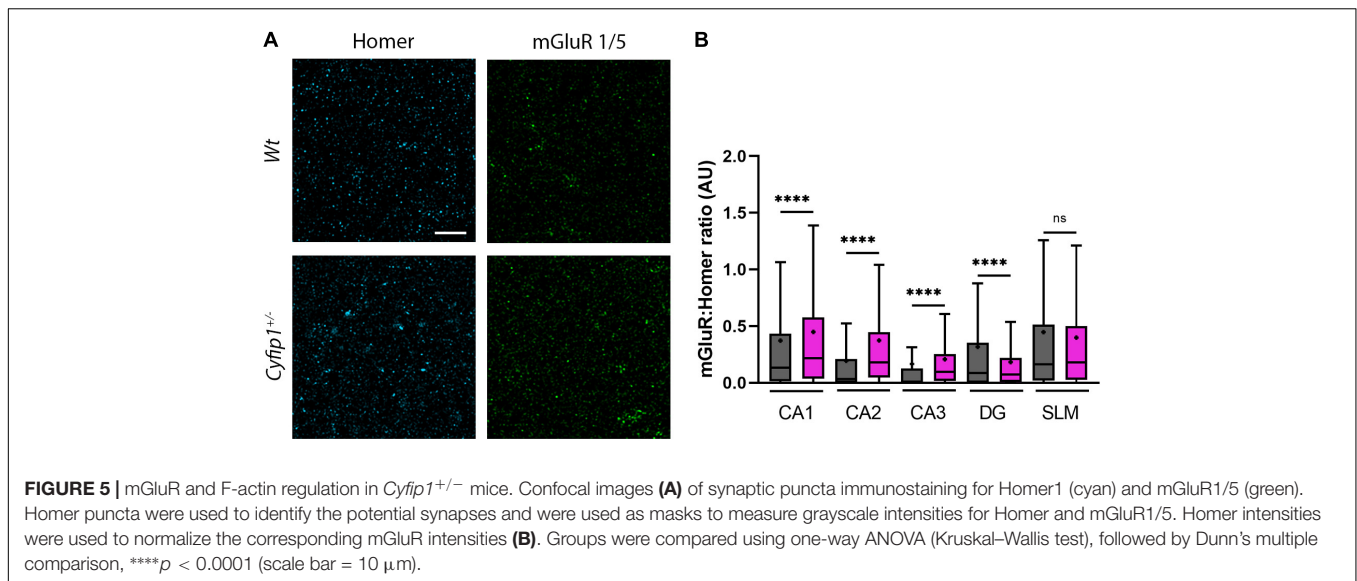 A
Homer
mGluR 1/5
Wt
Cyfip1+/-
B
mGluR:Homer ratio (AU)
2.0
1.5
1.0
0.5
0.0
****
****
****
****
ns
CA1
CA2
CA3
DG
SLM
FIGURE 5 | mGluR and F-actin regulation in Cyfip1+/− mice. Confocal images (A) of synaptic puncta immunostaining for Homer1 (cyan) and mGluR1/5 (green).
Homer puncta were used to identify the potential synapses and were used as masks to measure grayscale intensities for Homer and mGluR1/5. Homer intensities
were used to normalize the corresponding mGluR intensities (B). Groups were compared using one-way ANOVA (Kruskal–Wallis test), followed by Dunn's multiple
comparison, ****p < 0.0001 (scale bar = 10 μm).